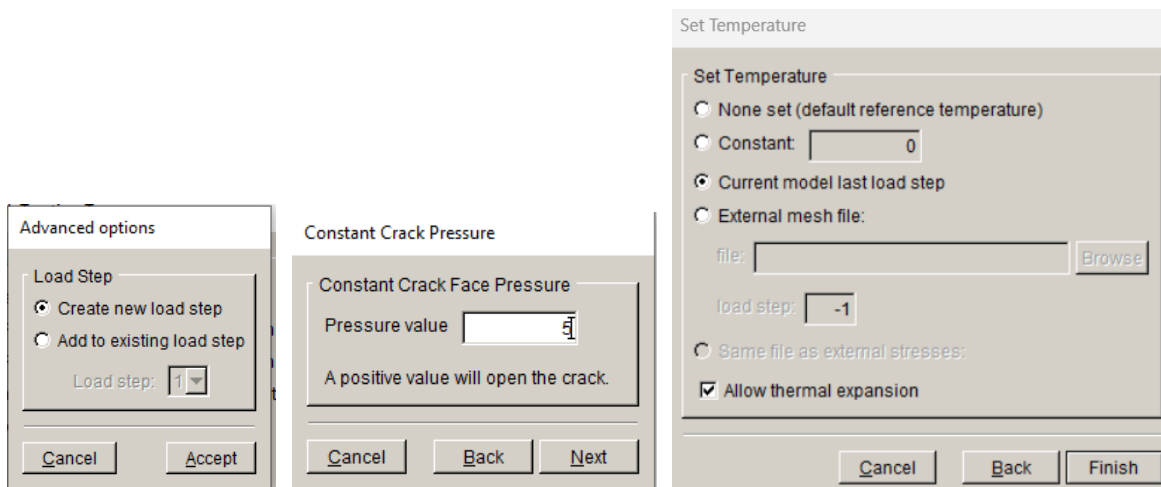 Advanced options
Load Step
Create new load step
Add to existing load step
Load step: 1
Cancel Accept
Constant Crack Pressure
Constant Crack Face Pressure
Pressure value 5
A positive value will open the crack.
Cancel Back Next
Set Temperature
Set Temperature
None set (default reference temperature)
Constant: 0
Current model last load step
External mesh file:
file: Browse
load step: -1
Same file as external stresses:
Allow thermal expansion
Cancel Back Finish